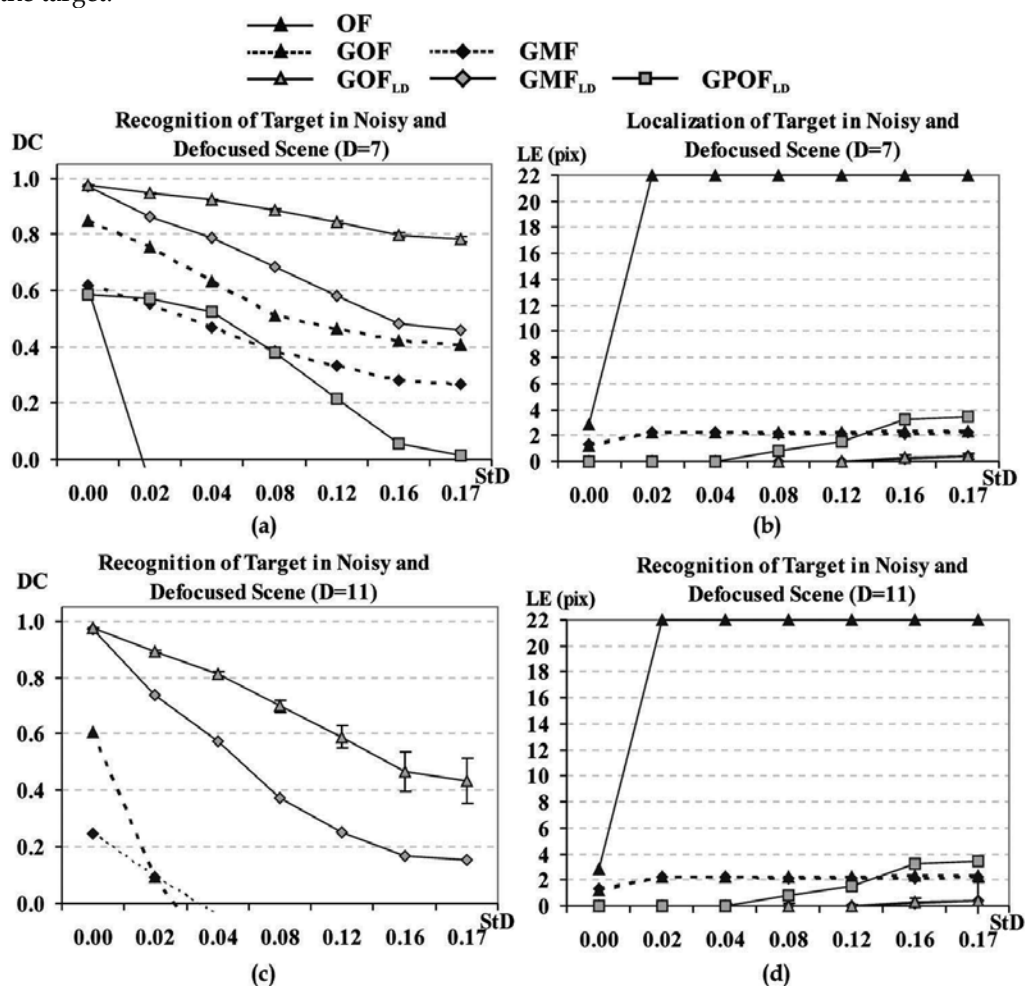 the target.
OF
GOF GMF
GOF_LD GMF_LD GPOF_LD
Recognition of Target in Noisy and
Defocused Scene (D=7)
DC
1.0
0.8
0.6
0.4
0.2
0.0
0.00 0.02 0.04 0.08 0.12 0.16 0.17
StD
(a)
Localization of Target in Noisy and
Defocused Scene (D=7)
LE (pix)
22
20
18
16
14
12
10
8
6
4
2
0
0.00 0.02 0.04 0.08 0.12 0.16 0.17
StD
(b)
Recognition of Target in Noisy and
Defocused Scene (D=11)
DC
1.0
0.8
0.6
0.4
0.2
0.0
0.00 0.02 0.04 0.08 0.12 0.16 0.17
StD
(c)
Recognition of Target in Noisy and
Defocused Scene (D=11)
LE (pix)
22
20
18
16
14
12
10
8
6
4
2
0
0.00 0.02 0.04 0.08 0.12 0.16 0.17
StD
(d)